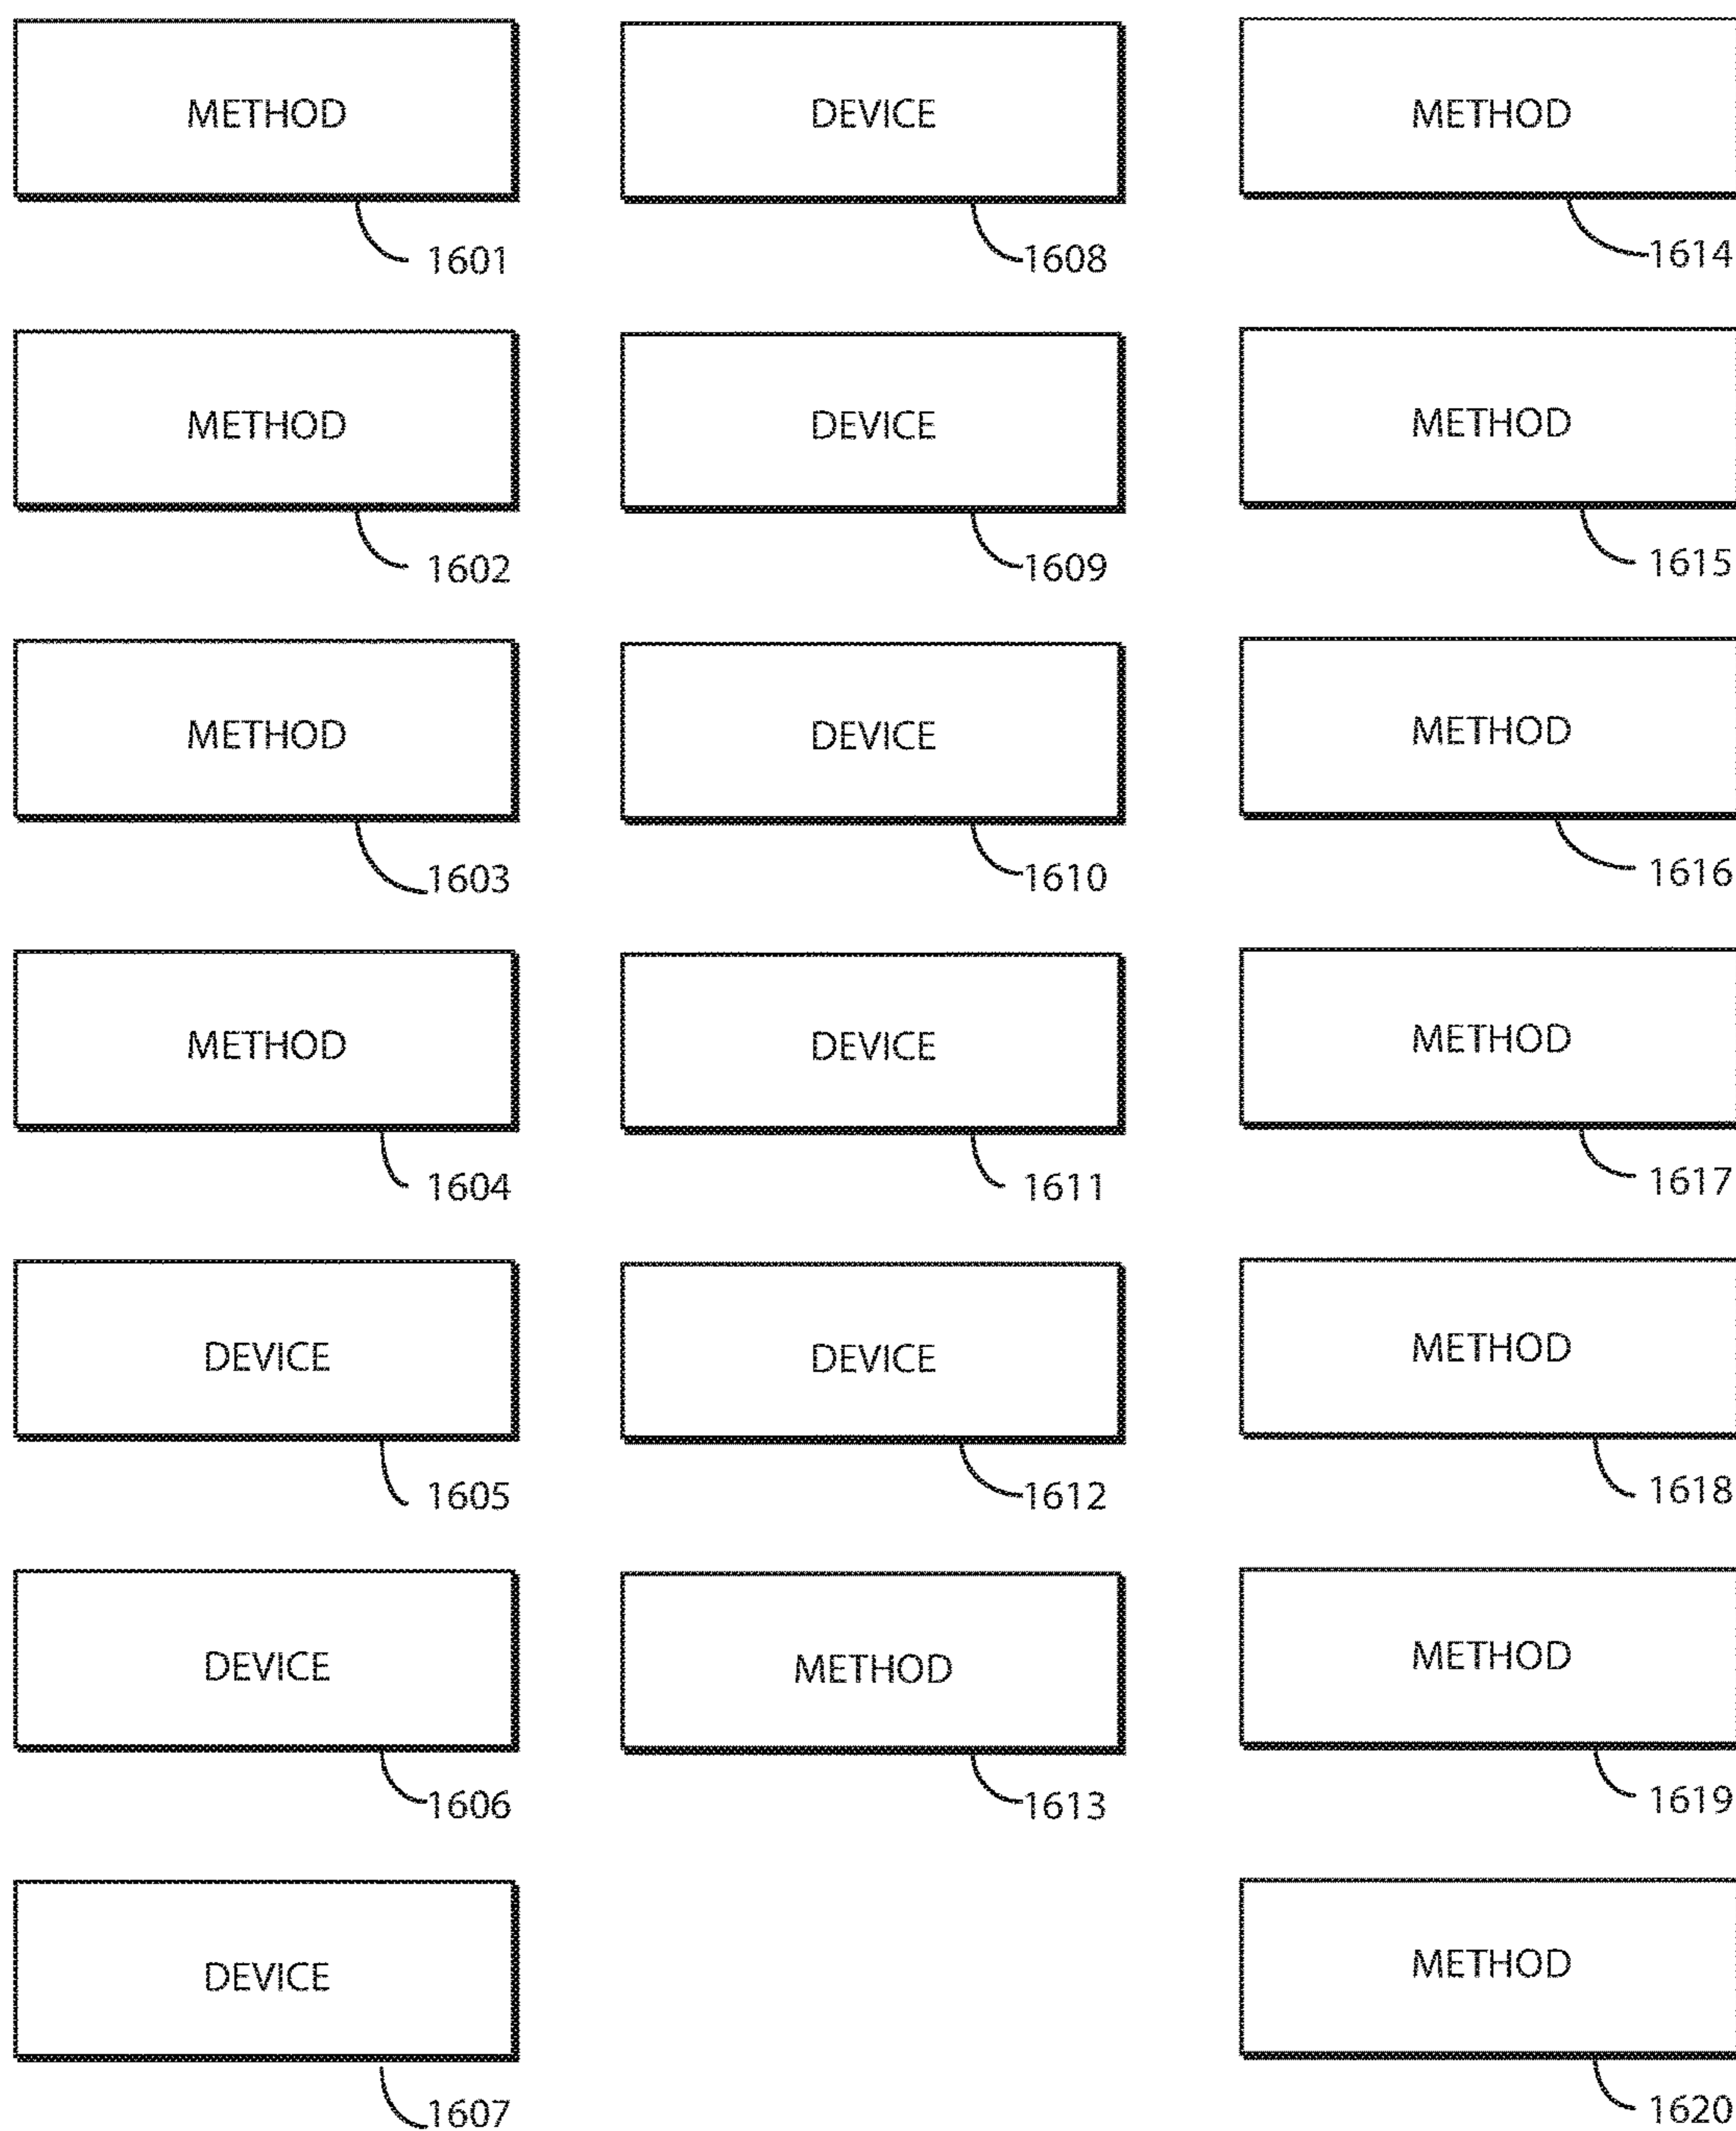 METHOD
1601
METHOD
1602
METHOD
1603
METHOD
1604
DEVICE
1605
DEVICE
1606
DEVICE
1607
DEVICE
1608
DEVICE
1609
DEVICE
1610
DEVICE
1611
DEVICE
1612
METHOD
1613
METHOD
1614
METHOD
1615
METHOD
1616
METHOD
1617
METHOD
1618
METHOD
1619
METHOD
1620